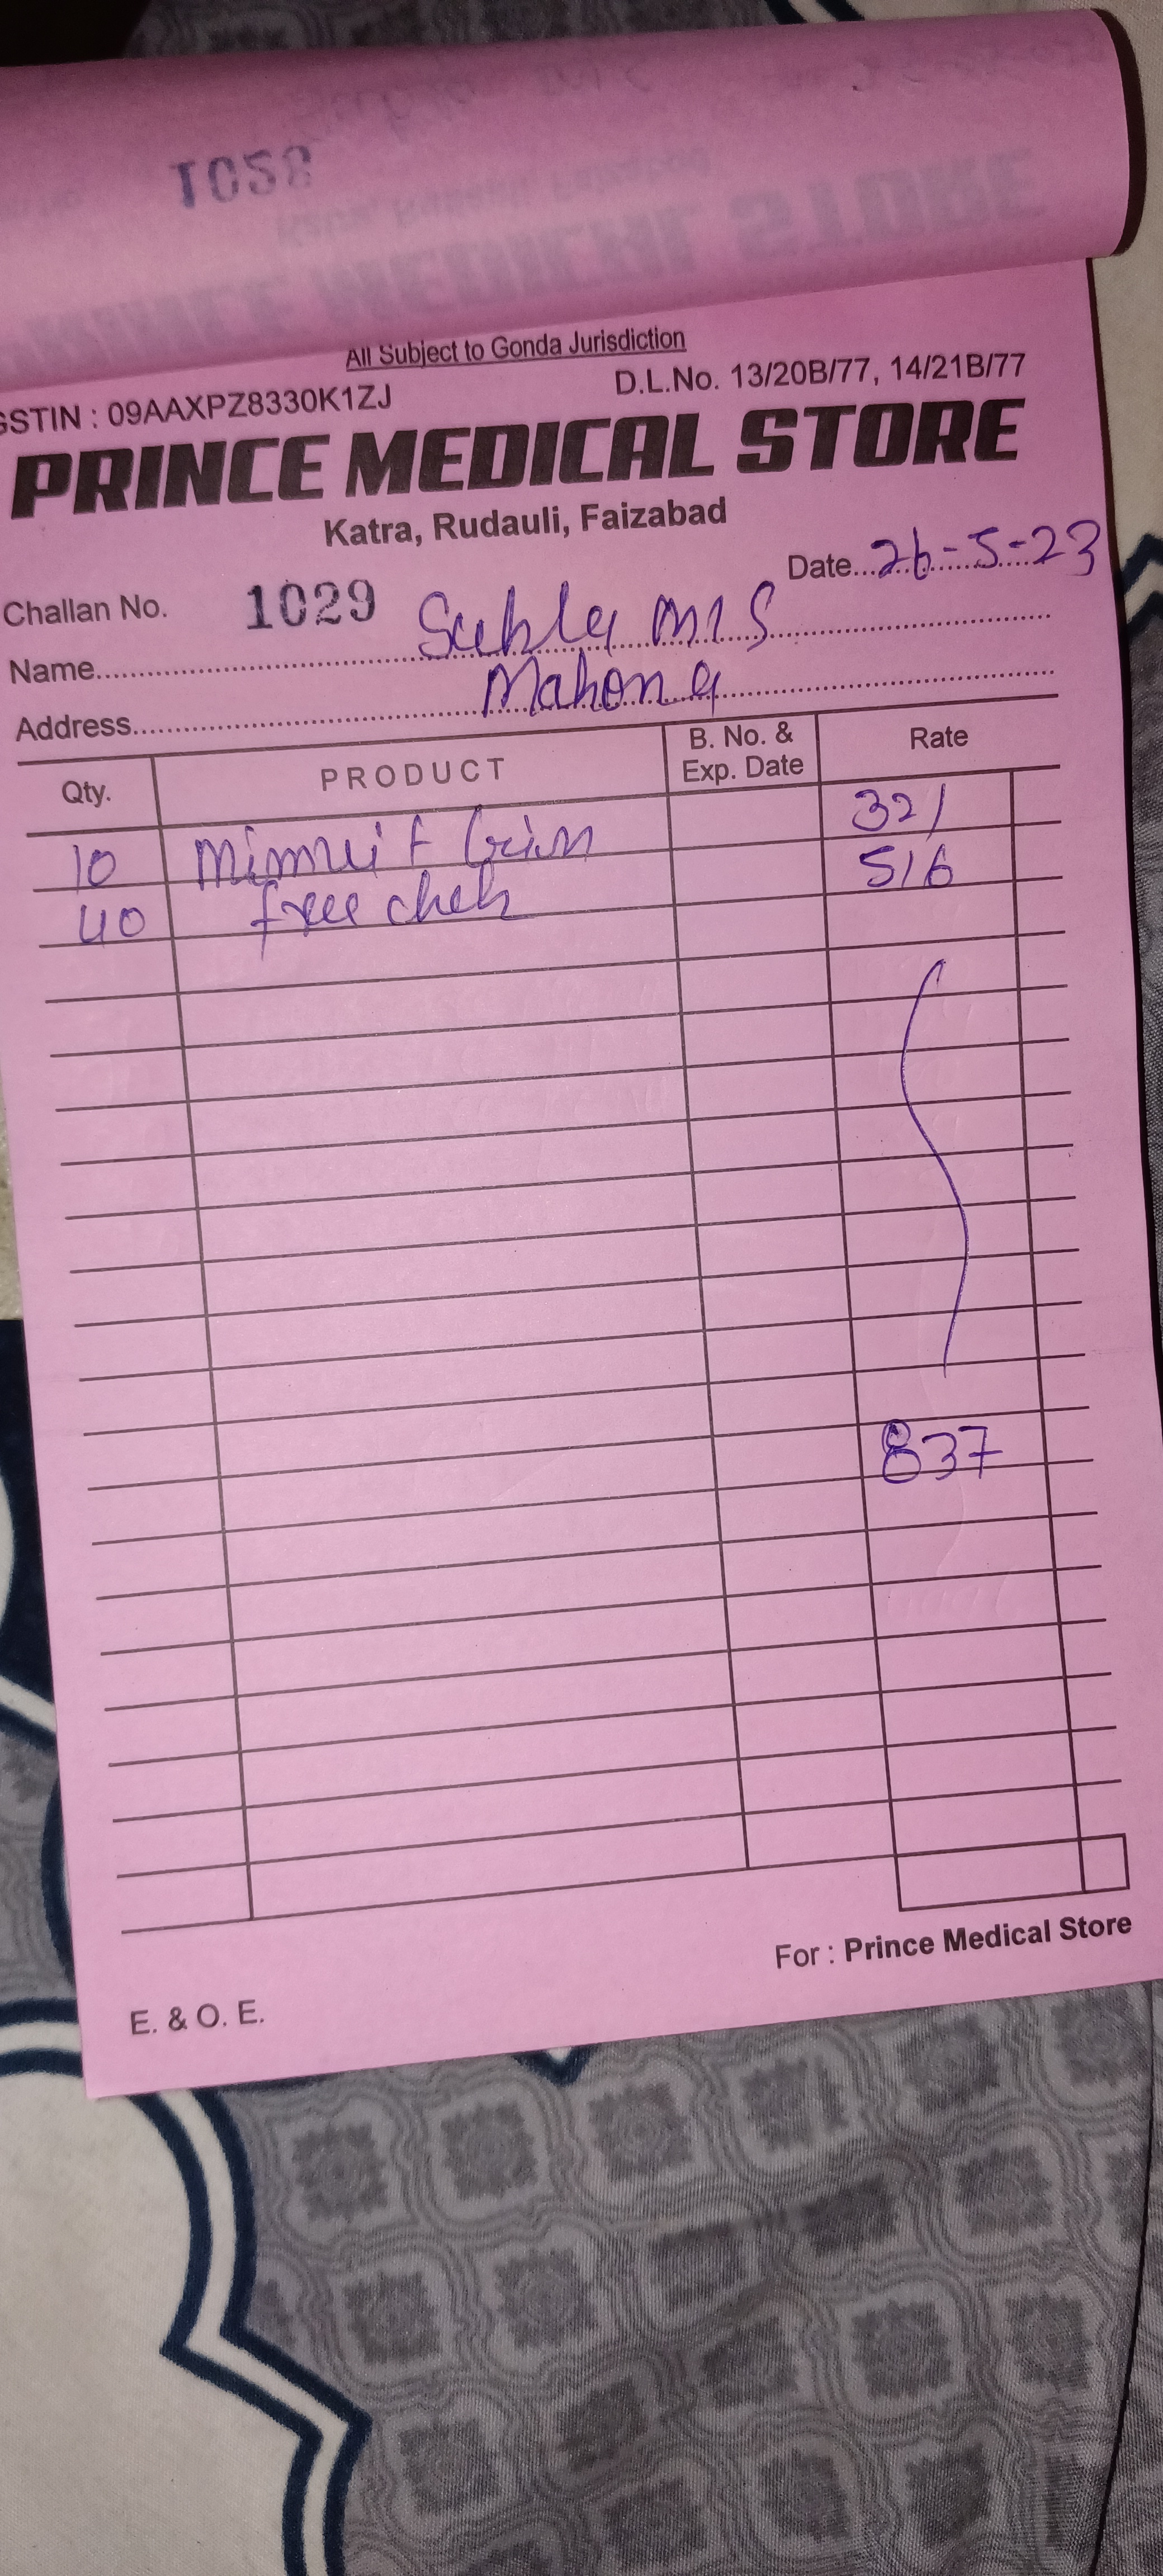 1028
All Subject to Gonda Jurisdiction
GSTIN : 09AAXPZ8330K1ZJ D.L.No. 13/20B/77, 14/21B/77
PRINCE MEDICAL STORE
Katra, Rudauli, Faizabad
Date... 26-5-23
Challan No. 1029
Name... M/S
Address...
Qty. PRODUCT B. No. & Exp. Date Rate
10 321
40 free chek 516
837
For : Prince Medical Store
E. & O. E.